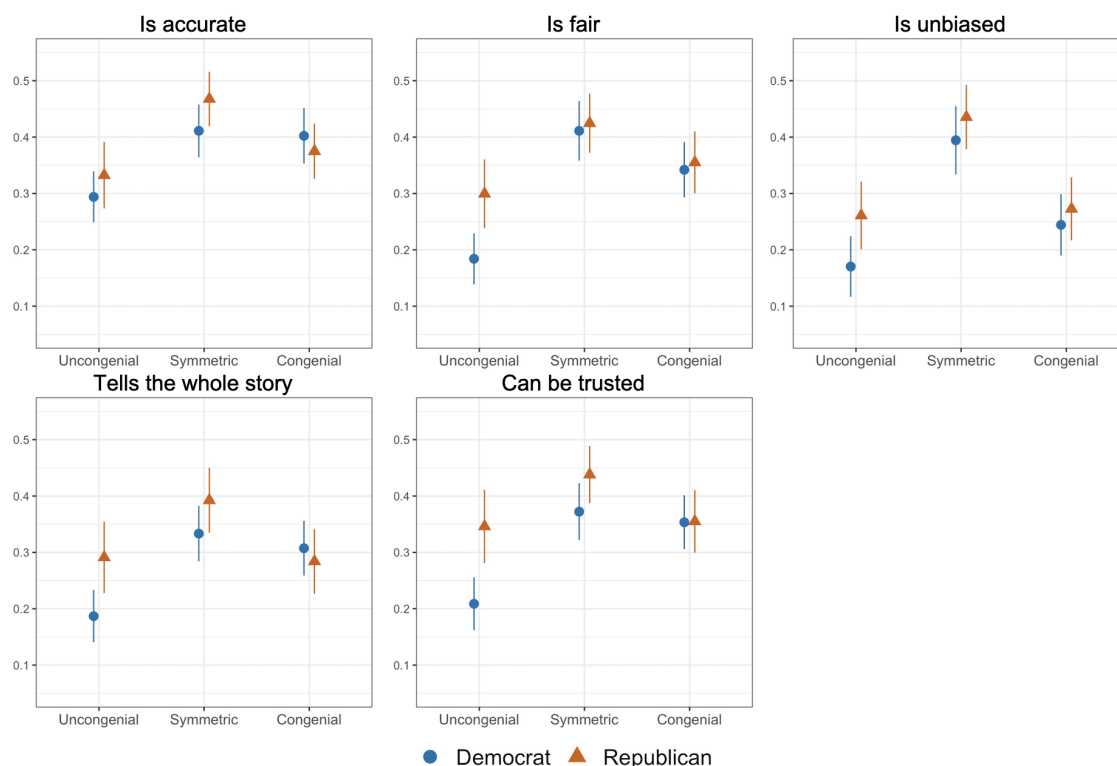 Is accurate
Is fair
Is unbiased
0.5
0.4
0.3
0.2
0.1
0.5
0.4
0.3
0.2
0.1
0.5
0.4
0.3
0.2
0.1
Uncongenial Symmetric Congenial
Uncongenial Symmetric Congenial
Uncongenial Symmetric Congenial
Tells the whole story
Can be trusted
0.5
0.4
0.3
0.2
0.1
0.5
0.4
0.3
0.2
0.1
Uncongenial Symmetric Congenial
Uncongenial Symmetric Congenial
Democrat Republican